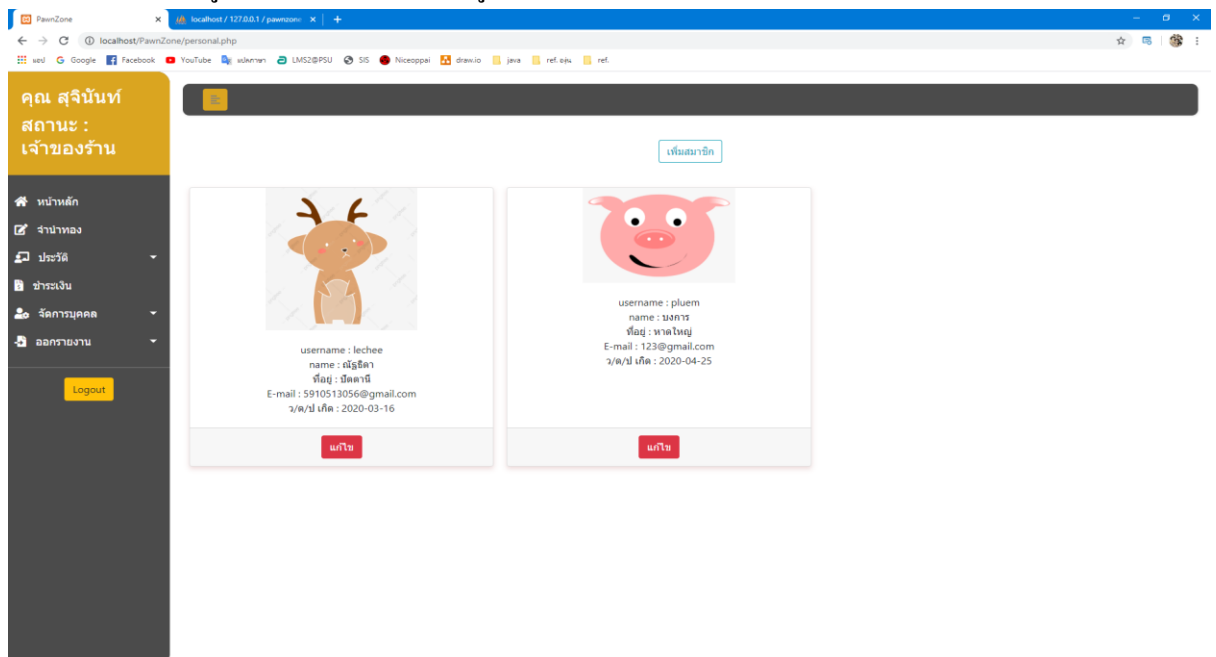 PawnZone
localhost / 127.0.0.1 / pawnzone
localhost/PawnZone/personal.php
แอป Google Facebook YouTube แปลภาษา LMS2@PSU SIS Niceoppai draw.io java ref. ref.
คุณ สุจินันท์
สถานะ :
เจ้าของร้าน
เพิ่มสมาชิก
หน้าหลัก
จำนำทอง
ประวัติ
ชำระเงิน
จัดการบุคคล
ออกรายงาน
Logout
username : lechee
name : ณัฐธิดา
ที่อยู่ : ปัตตานี
E-mail : 5910513056@gmail.com
ว/ด/ป เกิด : 2020-03-16
แก้ไข
username : pluem
name : บงการ
ที่อยู่ : หาดใหญ่
E-mail : 123@gmail.com
ว/ด/ป เกิด : 2020-04-25
แก้ไข